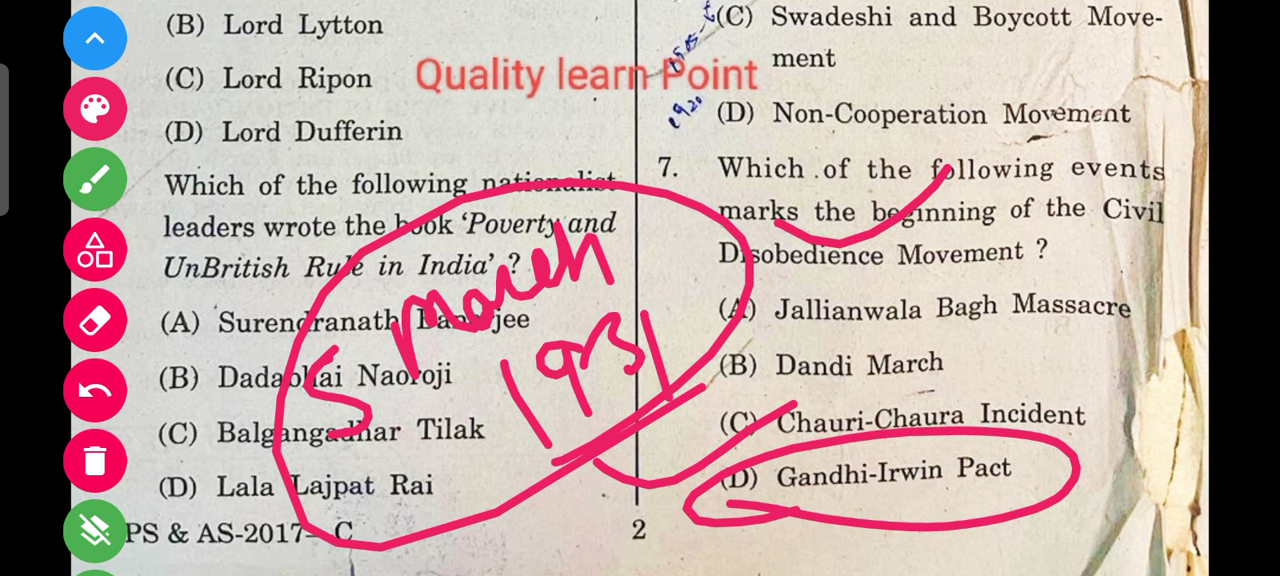 (B) Lord Lytton
(C) Lord Ripon
(D) Lord Dufferin
Which of the following nationalist
leaders wrote the book ‘Poverty and
UnBritish Rule in India’ ?
(A) Surendranath Banerjee
(B) Dadabhai Naoroji
(C) Balgangadhar Tilak
(D) Lala Lajpat Rai
PS & AS-2017– C
2
Quality learn Point
5 march
1931
(C) Swadeshi and Boycott Move-
ment
1920
(D) Non-Cooperation Movement
7. Which of the following events
marks the beginning of the Civil
Disobedience Movement ?
(A) Jallianwala Bagh Massacre
(B) Dandi March
(C) Chauri-Chaura Incident
(D) Gandhi-Irwin Pact